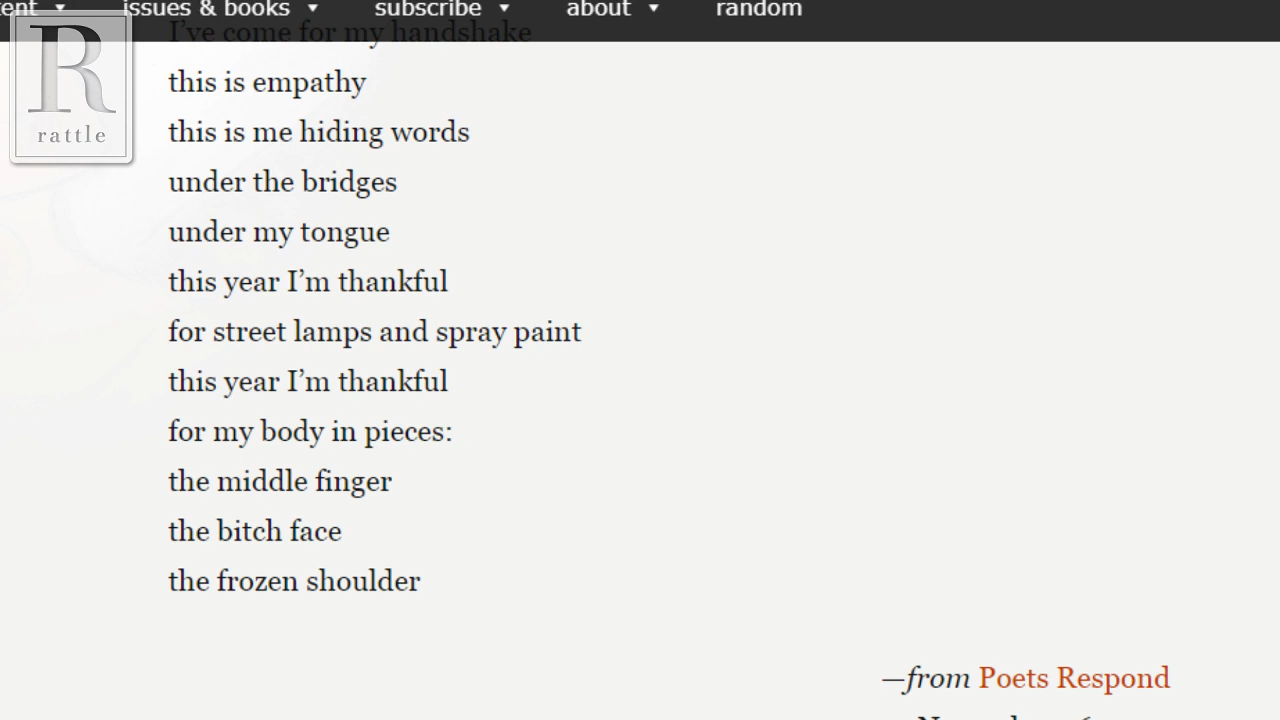 issues & books
subscribe
about
random
I’ve come for my handshake
R
rattle
this is empathy
this is me hiding words
under the bridges
under my tongue
this year I’m thankful
for street lamps and spray paint
this year I’m thankful
for my body in pieces:
the middle finger
the bitch face
the frozen shoulder
—from Poets Respond